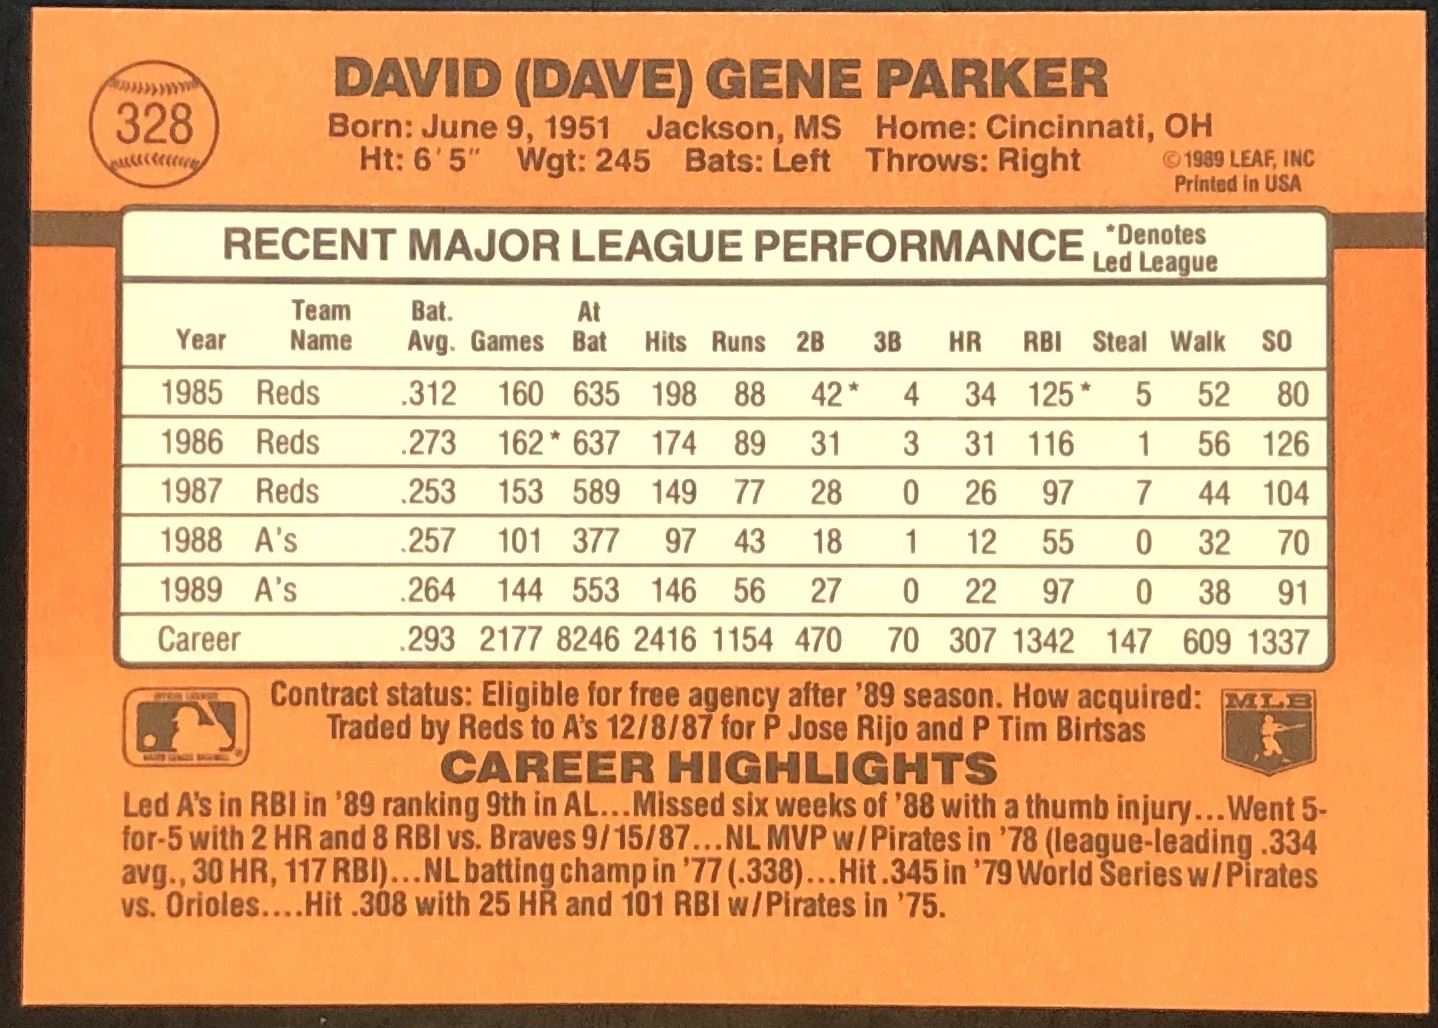 328
DAVID (DAVE) GENE PARKER
Born: June 9, 1951 Jackson, MS Home: Cincinnati, OH
Ht: 6'5" Wgt: 245 Bats: Left Throws: Right
© 1989 LEAF, INC
Printed in USA
RECENT MAJOR LEAGUE PERFORMANCE
*Denotes
Led League
Year Team Name Bat. Avg. Games At Bat Hits Runs 2B 3B HR RBI Steal Walk SO
1985 Reds .312 160 635 198 88 42* 4 34 125* 5 52 80
1986 Reds .273 162* 637 174 89 31 3 31 116 1 56 126
1987 Reds .253 153 589 149 77 28 0 26 97 7 44 104
1988 A's .257 101 377 97 43 18 1 12 55 0 32 70
1989 A's .264 144 553 146 56 27 0 22 97 0 38 91
Career .293 2177 8246 2416 1154 470 70 307 1342 147 609 1337
Contract status: Eligible for free agency after '89 season. How acquired:
Traded by Reds to A's 12/8/87 for P Jose Rijo and P Tim Birtsas
MLB
CAREER HIGHLIGHTS
Led A's in RBI in '89 ranking 9th in AL...Missed six weeks of '88 with a thumb injury...Went 5-
for-5 with 2 HR and 8 RBI vs. Braves 9/15/87...NL MVP w/Pirates in '78 (league-leading .334
avg., 30 HR, 117 RBI)...NL batting champ in '77 (.338)...Hit .345 in '79 World Series w/Pirates
vs. Orioles....Hit .308 with 25 HR and 101 RBI w/Pirates in '75.